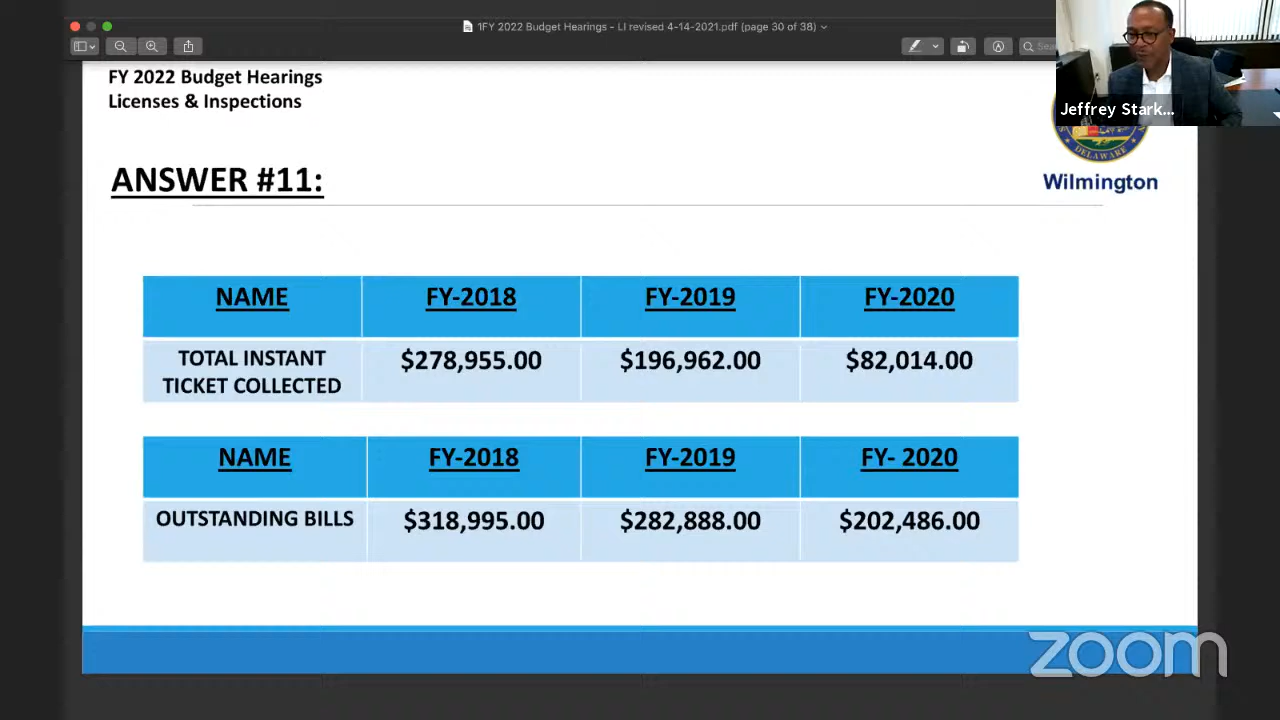 1FY 2022 Budget Hearings - LI revised 4-14-2021.pdf (page 30 of 38)
FY 2022 Budget Hearings
Licenses & Inspections
Jeffrey Stark...
DELAWARE
Wilmington
ANSWER #11:
NAME FY-2018 FY-2019 FY-2020
TOTAL INSTANT $278,955.00 $196,962.00 $82,014.00
TICKET COLLECTED
NAME FY-2018 FY-2019 FY- 2020
OUTSTANDING BILLS $318,995.00 $282,888.00 $202,486.00
zoom